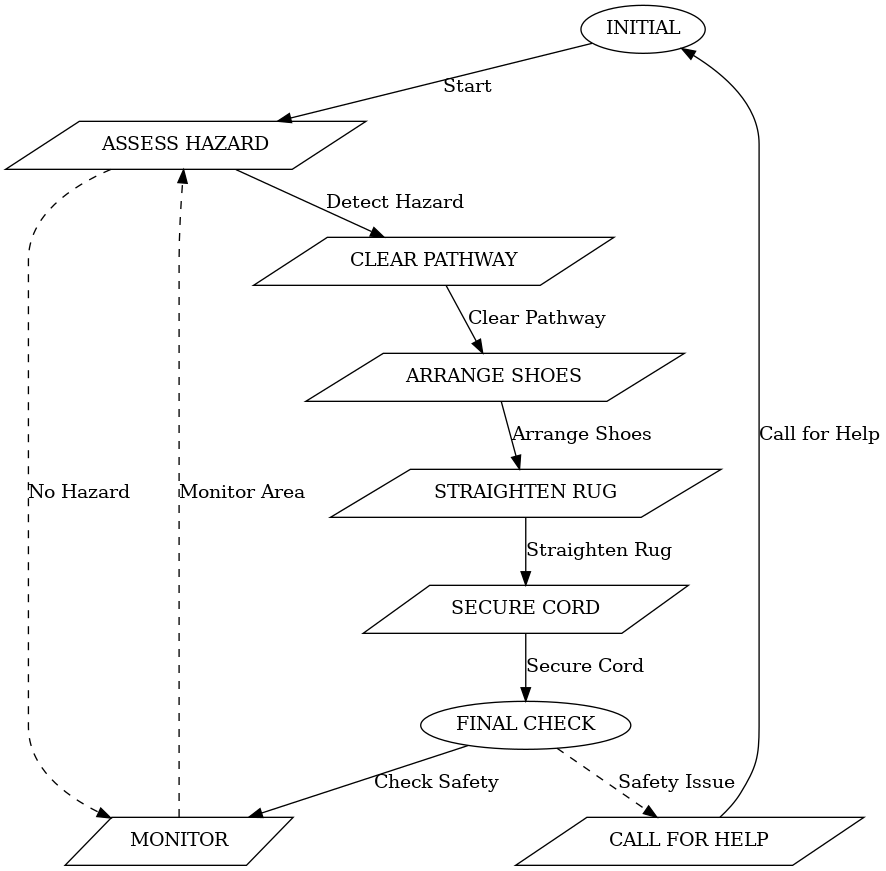 INITIAL
Start
ASSESS HAZARD
Detect Hazard
CLEAR PATHWAY
Clear Pathway
ARRANGE SHOES
Arrange Shoes
Call for Help
STRAIGHTEN RUG
No Hazard
Monitor Area
Straighten Rug
SECURE CORD
Secure Cord
FINAL CHECK
Check Safety
Safety Issue
MONITOR
CALL FOR HELP